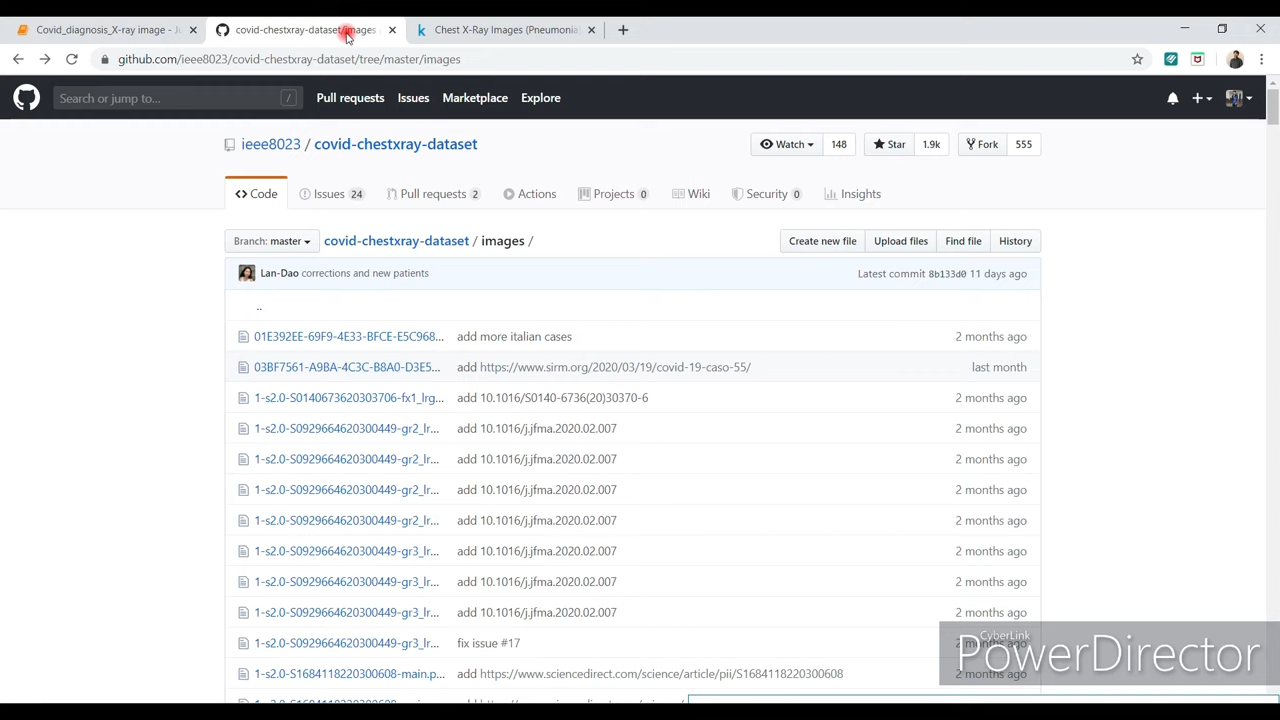 Covid_diagnosis_X-ray image - Ju
covid-chestxray-dataset/images a
Chest X-Ray Images (Pneumonia)
github.com/ieee8023/covid-chestxray-dataset/tree/master/images
Search or jump to... / Pull requests Issues Marketplace Explore
ieee8023 / covid-chestxray-dataset
Watch 148 Star 1.9k Fork 555
Code Issues 24 Pull requests 2 Actions Projects 0 Wiki Security 0 Insights
Branch: master covid-chestxray-dataset / images / Create new file Upload files Find file History
Lan-Dao corrections and new patients Latest commit 8b133d0 11 days ago
..
01E392EE-69F9-4E33-BFCE-E5C968... add more italian cases 2 months ago
03BF7561-A9BA-4C3C-B8A0-D3E5... add https://www.sirm.org/2020/03/19/covid-19-caso-55/ last month
1-s2.0-S0140673620303706-fx1_lrg... add 10.1016/S0140-6736(20)30370-6 2 months ago
1-s2.0-S0929664620300449-gr2_lr... add 10.1016/j.jfma.2020.02.007 2 months ago
1-s2.0-S0929664620300449-gr2_lr... add 10.1016/j.jfma.2020.02.007 2 months ago
1-s2.0-S0929664620300449-gr2_lr... add 10.1016/j.jfma.2020.02.007 2 months ago
1-s2.0-S0929664620300449-gr2_lr... add 10.1016/j.jfma.2020.02.007 2 months ago
1-s2.0-S0929664620300449-gr3_lr... add 10.1016/j.jfma.2020.02.007 2 months ago
1-s2.0-S0929664620300449-gr3_lr... add 10.1016/j.jfma.2020.02.007 2 months ago
1-s2.0-S0929664620300449-gr3_lr... add 10.1016/j.jfma.2020.02.007 2 months ago
1-s2.0-S0929664620300449-gr3_lr... fix issue #17 2 months ago
1-s2.0-S1684118220300608-main.p... add https://www.sciencedirect.com/science/article/pii/S1684118220300608 2 months ago
CyberLink
PowerDirector